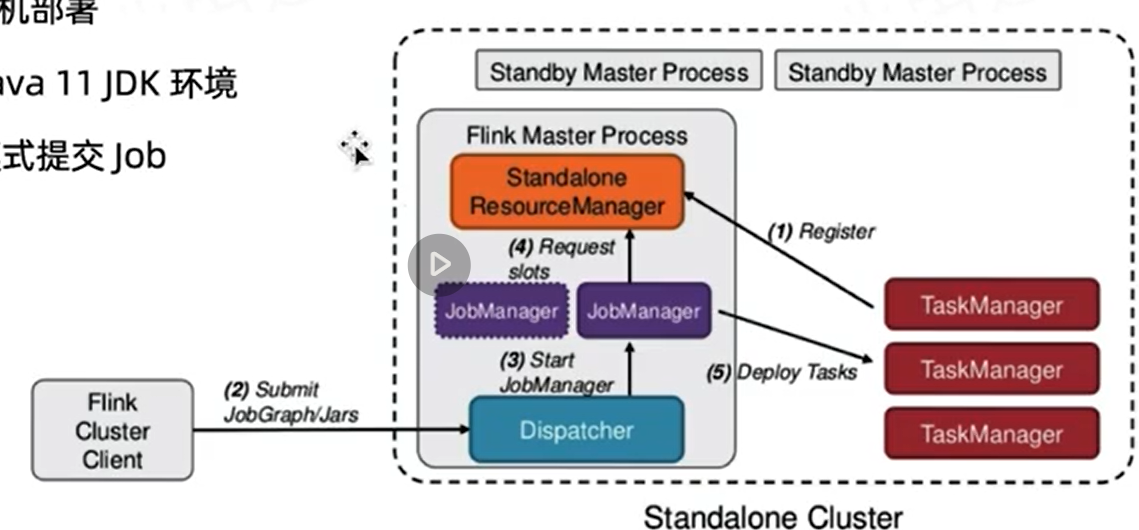 机部署
ava 11 JDK 环境
式提交 Job
Standby Master Process
Standby Master Process
Flink Master Process
Standalone
ResourceManager
(1) Register
(4) Request
slots
JobManager
JobManager
TaskManager
(3) Start
JobManager
(5) Deploy Tasks
TaskManager
Flink
Cluster
Client
(2) Submit
JobGraph/Jars
Dispatcher
TaskManager
Standalone Cluster